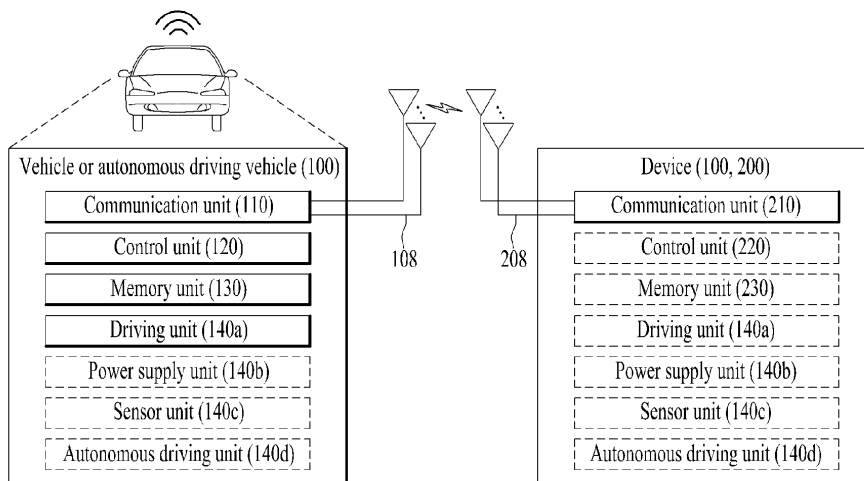 Vehicle or autonomous driving vehicle (100)
Communication unit (110)
Control unit (120)
Memory unit (130)
Driving unit (140a)
Power supply unit (140b)
Sensor unit (140c)
Autonomous driving unit (140d)
108
208
Device (100, 200)
Communication unit (210)
Control unit (220)
Memory unit (230)
Driving unit (140a)
Power supply unit (140b)
Sensor unit (140c)
Autonomous driving unit (140d)